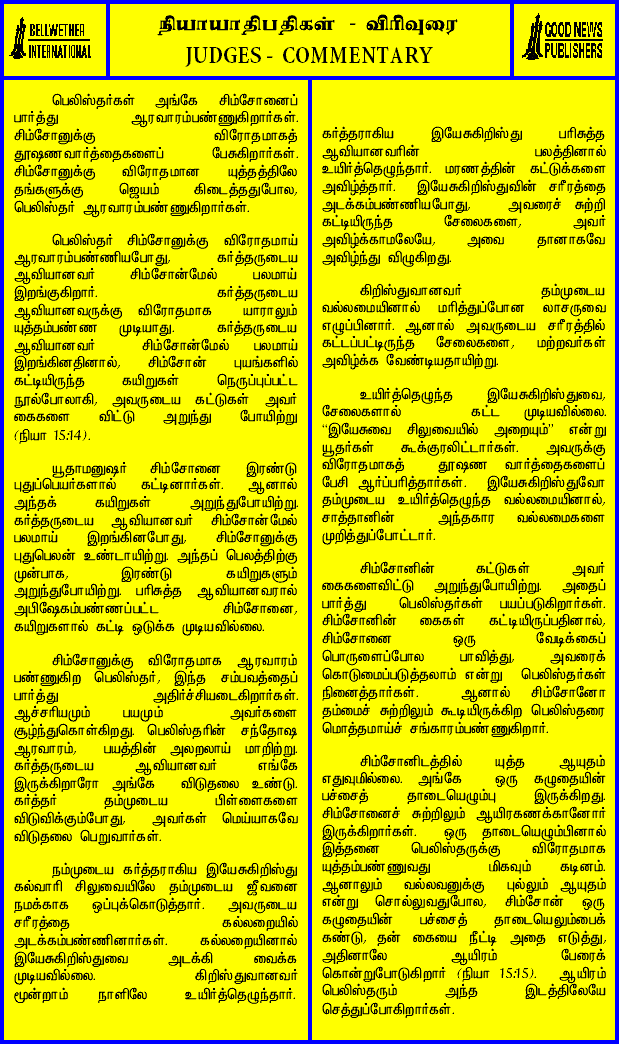 BELLWETHER
INTERNATIONAL
நியாயாதிபதிகள் - விரிவுரை
JUDGES - COMMENTARY
GOOD NEWS
PUBLISHERS
பெலிஸ்தர்கள் அங்கே சிம்சோனைப்
பார்த்து ஆரவாரம்பண்ணுகிறார்கள்.
சிம்சோனுக்கு விரோதமாகத்
தூஷணவார்த்தைகளைப் பேசுகிறார்கள்.
சிம்சோனுக்கு விரோதமான யுத்தத்திலே
தங்களுக்கு ஜெயம் கிடைத்ததுபோல,
பெலிஸ்தர் ஆரவாரம்பண்ணுகிறார்கள்.
பெலிஸ்தர் சிம்சோனுக்கு விரோதமாய்
ஆரவாரம்பண்ணியபோது, கர்த்தருடைய
ஆவியானவர் சிம்சோன்மேல் பலமாய்
இறங்குகிறார். கர்த்தருடைய
ஆவியானவருக்கு விரோதமாக யாராலும்
யுத்தம்பண்ண முடியாது. கர்த்தருடைய
ஆவியானவர் சிம்சோன்மேல் பலமாய்
இறங்கினதினால், சிம்சோன் புயங்களில்
கட்டியிருந்த கயிறுகள் நெருப்புப்பட்ட
நூல்போலாகி, அவருடைய கட்டுகள் அவர்
கைகளை விட்டு அறுந்து போயிற்று
(நியா 15:14).
யூதாமனுஷர் சிம்சோனை இரண்டு
புதுப்பெயர்களால் கட்டினார்கள். ஆனால்
அந்தக் கயிறுகள் அறுந்துபோயிற்று.
கர்த்தருடைய ஆவியானவர் சிம்சோன்மேல்
பலமாய் இறங்கினபோது, சிம்சோனுக்கு
புதுபெலன் உண்டாயிற்று. அந்தப் பெலத்திற்கு
முன்பாக, இரண்டு கயிறுகளும்
அறுந்துபோயிற்று. பரிசுத்த ஆவியானவரால்
அபிஷேகம்பண்ணப்பட்ட சிம்சோனை,
கயிறுகளால் கட்டி ஒடுக்க முடியவில்லை.
சிம்சோனுக்கு விரோதமாக ஆரவாரம்
பண்ணுகிற பெலிஸ்தர், இந்த சம்பவத்தைப்
பார்த்து அதிர்ச்சியடைகிறார்கள்.
ஆச்சரியமும் பயமும் அவர்களை
சூழ்ந்துகொள்கிறது. பெலிஸ்தரின் சந்தோஷ
ஆரவாரம், பயத்தின் அலறலாய் மாறிற்று.
கர்த்தருடைய ஆவியானவர் எங்கே
இருக்கிறாரோ அங்கே விடுதலை உண்டு.
கர்த்தர் தம்முடைய பிள்ளைகளை
விடுவிக்கும்போது, அவர்கள் மெய்யாகவே
விடுதலை பெறுவார்கள்.
நம்முடைய கர்த்தராகிய இயேசுகிறிஸ்து
கல்வாரி சிலுவையிலே தம்முடைய ஜீவனை
நமக்காக ஒப்புக்கொடுத்தார். அவருடைய
சரீரத்தை கல்லறையில்
அடக்கம்பண்ணினார்கள். கல்லறையினால்
இயேசுகிறிஸ்துவை அடக்கி வைக்க
முடியவில்லை. கிறிஸ்துவானவர்
மூன்றாம் நாளிலே உயிர்த்தெழுந்தார்.
கர்த்தராகிய இயேசுகிறிஸ்து பரிசுத்த
ஆவியானவரின் பலத்தினால்
உயிர்த்தெழுந்தார். மரணத்தின் கட்டுக்களை
அவிழ்த்தார். இயேசுகிறிஸ்துவின் சரீரத்தை
அடக்கம்பண்ணியபோது, அவரைச் சுற்றி
கட்டியிருந்த சேலைகளை, அவர்
அவிழ்க்காமலேயே, அவை தானாகவே
அவிழ்ந்து விழுகிறது.
கிறிஸ்துவானவர் தம்முடைய
வல்லமையினால் மரித்துப்போன லாசருவை
எழுப்பினார். ஆனால் அவருடைய சரீரத்தில்
கட்டப்பட்டிருந்த சேலைகளை, மற்றவர்கள்
அவிழ்க்க வேண்டியதாயிற்று.
உயிர்த்தெழுந்த இயேசுகிறிஸ்துவை,
சேலைகளால் கட்ட முடியவில்லை.
“இயேசுவை சிலுவையில் அறையும்” என்று
யூதர்கள் கூக்குரலிட்டார்கள். அவருக்கு
விரோதமாகத் தூஷண வார்த்தைகளைப்
பேசி ஆர்ப்பரித்தார்கள். இயேசுகிறிஸ்துவோ
தம்முடைய உயிர்த்தெழுந்த வல்லமையினால்,
சாத்தானின் அந்தகார வல்லமைகளை
முறித்துப்போட்டார்.
சிம்சோனின் கட்டுகள் அவர்
கைகளைவிட்டு அறுந்துபோயிற்று. அதைப்
பார்த்து பெலிஸ்தர்கள் பயப்படுகிறார்கள்.
சிம்சோனின் கைகள் கட்டியிருப்பதினால்,
சிம்சோனை ஒரு வேடிக்கைப்
பொருளைப்போல பாவித்து, அவரைக்
கொடுமைப்படுத்தலாம் என்று பெலிஸ்தர்கள்
நினைத்தார்கள். ஆனால் சிம்சோனோ
தம்மைச் சுற்றிலும் கூடியிருக்கிற பெலிஸ்தரை
மொத்தமாய்ச் சங்காரம்பண்ணுகிறார்.
சிம்சோனிடத்தில் யுத்த ஆயுதம்
எதுவுமில்லை. அங்கே ஒரு கழுதையின்
பச்சைத் தாடையெழும்பு இருக்கிறது.
சிம்சோனைச் சுற்றிலும் ஆயிரகணக்கானோர்
இருக்கிறார்கள். ஒரு தாடையெழும்பினால்
இத்தனை பெலிஸ்தருக்கு விரோதமாக
யுத்தம்பண்ணுவது மிகவும் கடினம்.
ஆனாலும் வல்லவனுக்கு புல்லும் ஆயுதம்
என்று சொல்லுவதுபோல, சிம்சோன் ஒரு
கழுதையின் பச்சைத் தாடையெலும்பைக்
கண்டு, தன் கையை நீட்டி அதை எடுத்து,
அதினாலே ஆயிரம் பேரைக்
கொன்றுபோடுகிறார் (நியா 15:15). ஆயிரம்
பெலிஸ்தரும் அந்த இடத்திலேயே
செத்துப்போகிறார்கள்.